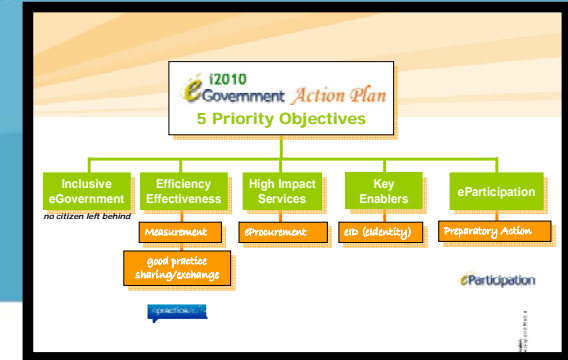 i2010
eGovernment Action Plan
5 Priority Objectives
Inclusive
eGovernment
no citizen left behind
Efficiency
Effectiveness
High Impact
Services
Key
Enablers
eParticipation
Measurement
eProcurement
eID (eIdentity)
Preparatory Action
good practice
sharing/exchange
eParticipation